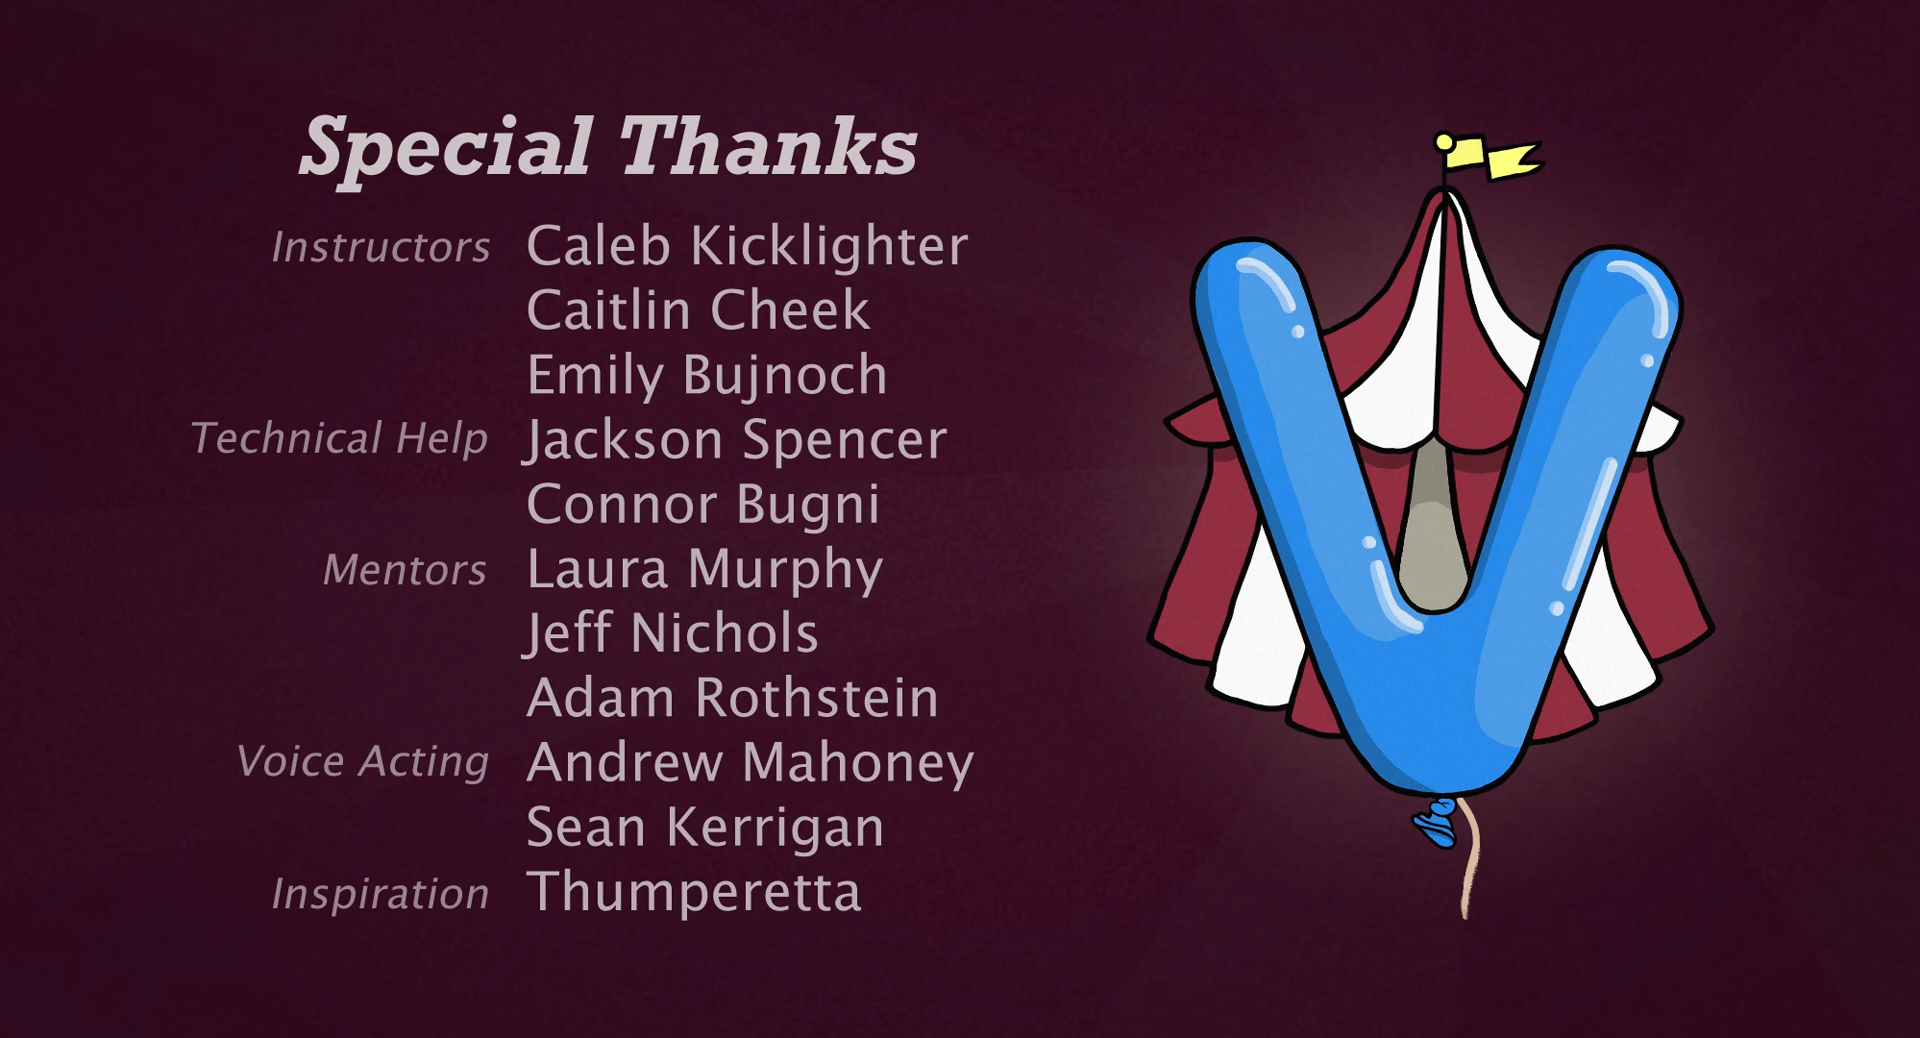 Special Thanks
Instructors Caleb Kicklighter
Caitlin Cheek
Emily Bujnoch
Technical Help Jackson Spencer
Connor Bugni
Mentors Laura Murphy
Jeff Nichols
Adam Rothstein
Voice Acting Andrew Mahoney
Sean Kerrigan
Inspiration Thumperetta
V